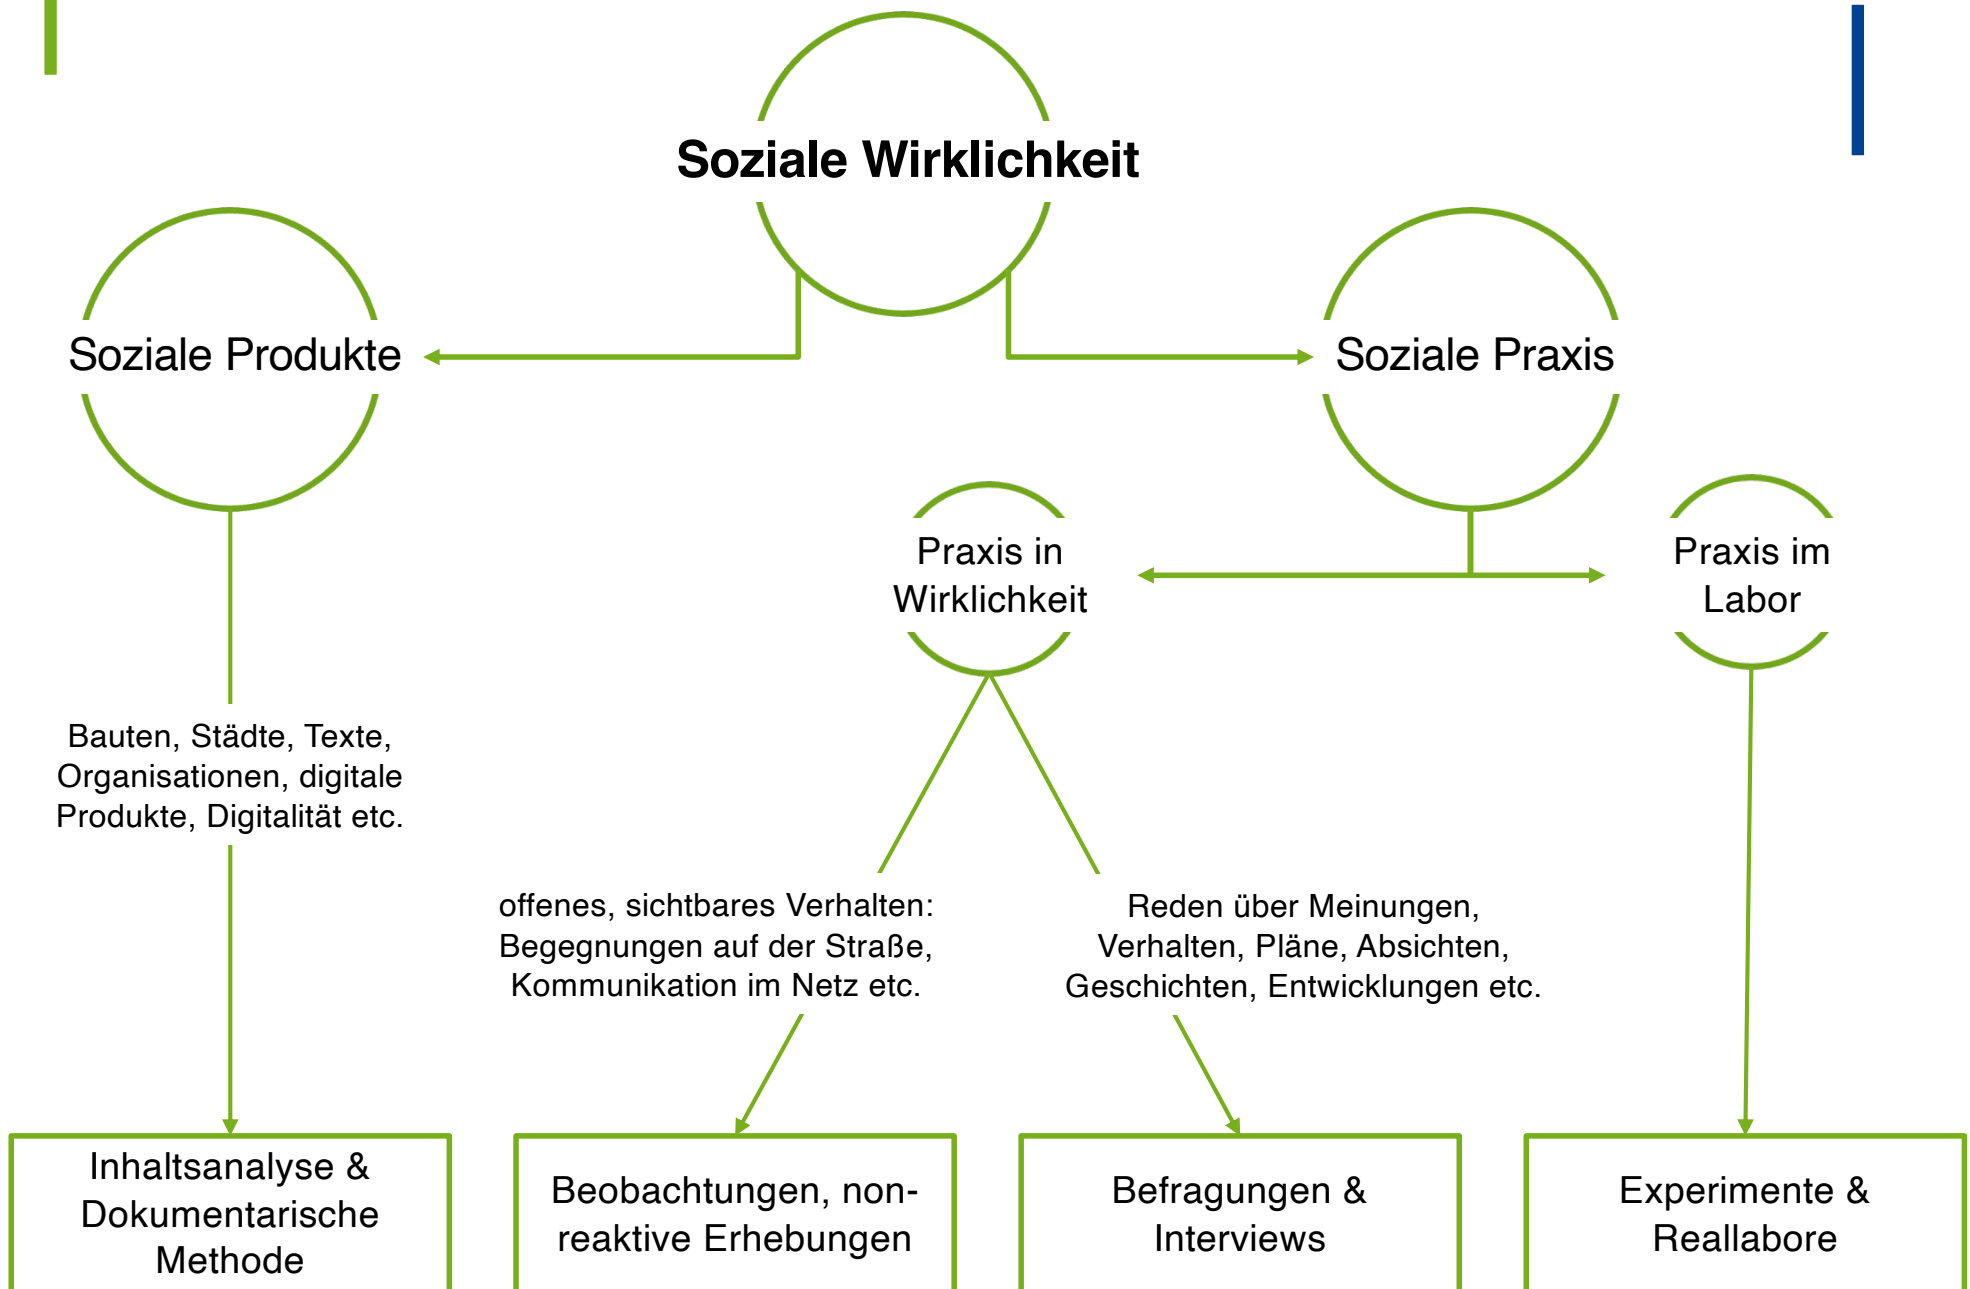 Soziale Wirklichkeit
Soziale Produkte
Soziale Praxis
Praxis in
Wirklichkeit
Praxis im
Labor
Bauten, Städte, Texte,
Organisationen, digitale
Produkte, Digitalität etc.
offenes, sichtbares Verhalten:
Begegnungen auf der Straße,
Kommunikation im Netz etc.
Reden über Meinungen,
Verhalten, Pläne, Absichten,
Geschichten, Entwicklungen etc.
Inhaltsanalyse &
Dokumentarische
Methode
Beobachtungen, non-
reaktive Erhebungen
Befragungen &
Interviews
Experimente &
Reallabore